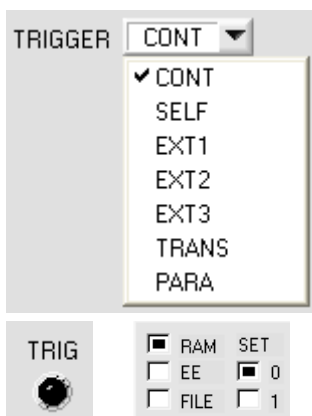 TRIGGER CONT
CONT
SELF
EXT1
EXT2
EXT3
TRANS
PARA
TRIG
RAM SET
EE 0
FILE 1